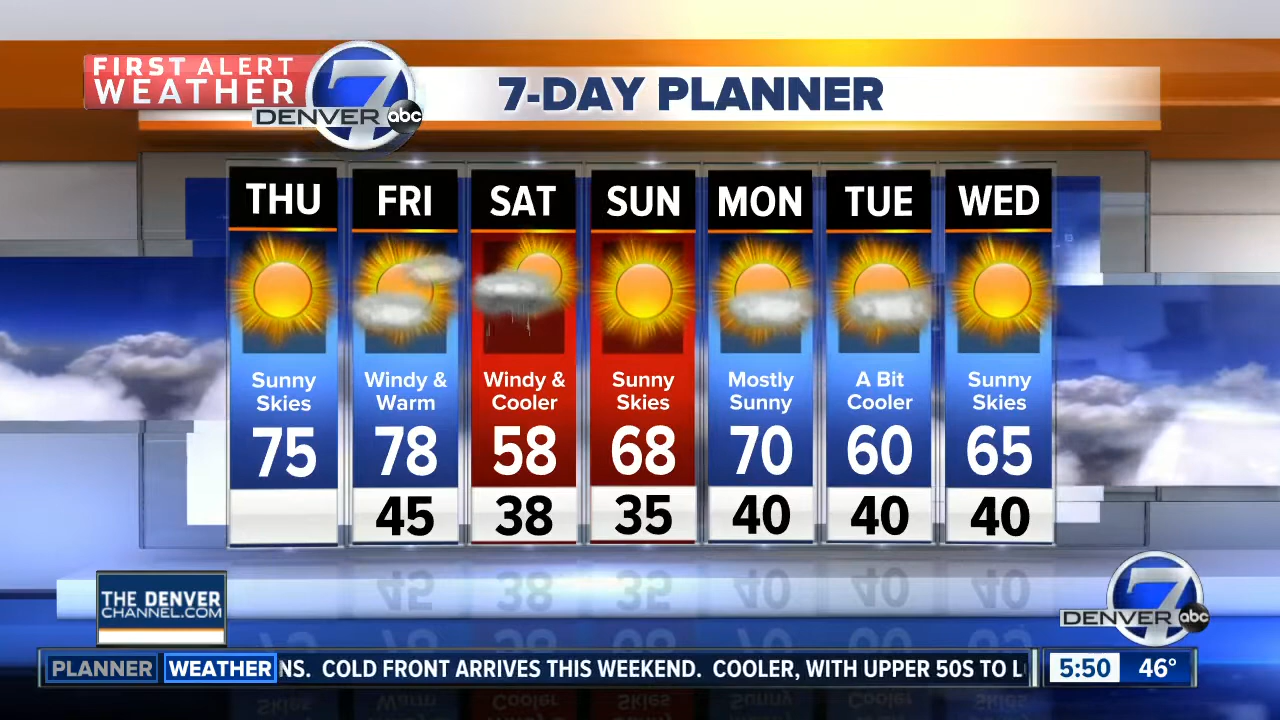 FIRST ALERT
WEATHER
7
DENVER abc
7-DAY PLANNER
THU FRI SAT SUN MON TUE WED
Sunny Windy & Windy & Sunny Mostly A Bit Sunny
Skies Warm Cooler Skies Sunny Cooler Skies
75 78 58 68 70 60 65
45 38 35 40 40 40
THE DENVER
CHANNEL.COM
7
DENVER abc
PLANNER WEATHER NS. COLD FRONT ARRIVES THIS WEEKEND. COOLER, WITH UPPER 50S TO 5:50 46°